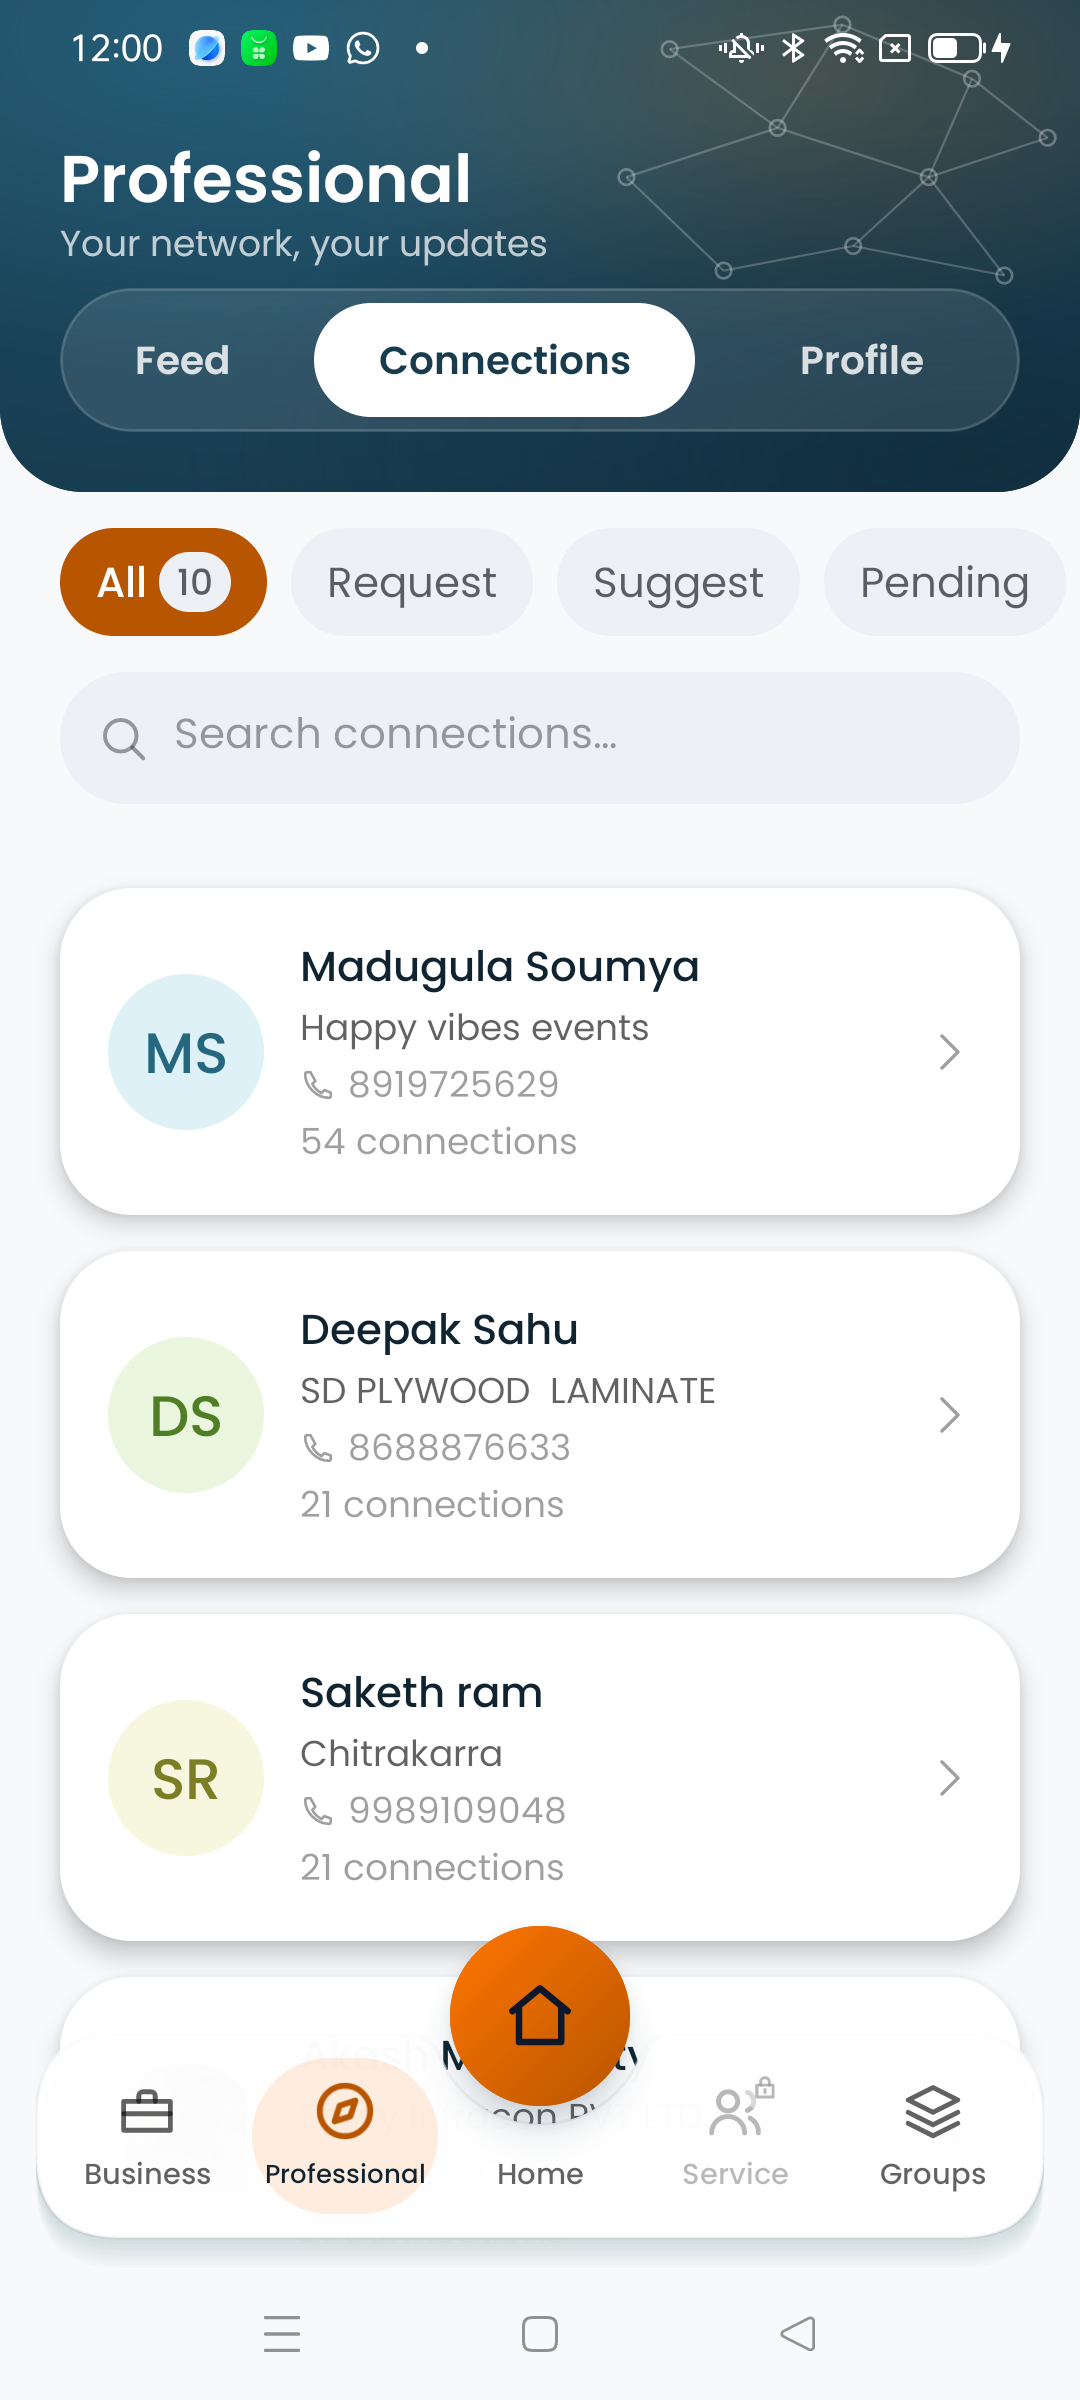 12:00
Professional
Your network, your updates
Feed Connections Profile
All 10 Request Suggest Pending
Search connections...
MS
Madugula Soumya
Happy vibes events
8919725629
54 connections
DS
Deepak Sahu
SD PLYWOOD LAMINATE
8688876633
21 connections
SR
Saketh ram
Chitrakarra
9989109048
21 connections
Akash
Business Professional Home Service Groups